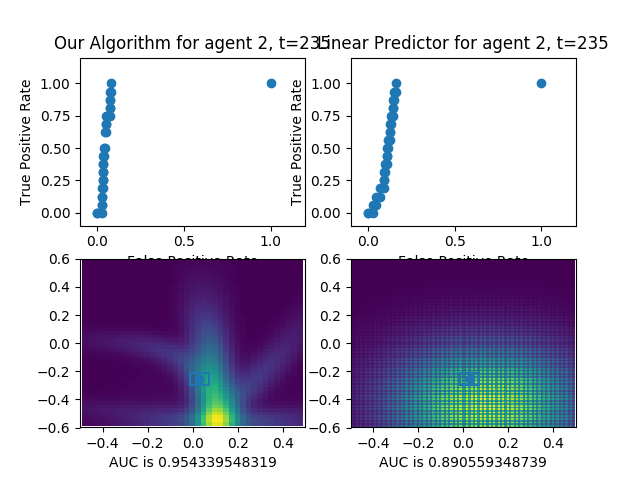 Our Algorithm for agent 2, t=235
Linear Predictor for agent 2, t=235
True Positive Rate
1.00
0.75
0.50
0.25
0.00
0.0 0.5 1.0
False Positive Rate
True Positive Rate
1.00
0.75
0.50
0.25
0.00
0.0 0.5 1.0
False Positive Rate
0.6
0.4
0.2
0.0
−0.2
−0.4
−0.6
−0.4 −0.2 0.0 0.2 0.4
AUC is 0.954339548319
0.6
0.4
0.2
0.0
−0.2
−0.4
−0.6
−0.4 −0.2 0.0 0.2 0.4
AUC is 0.890559348739